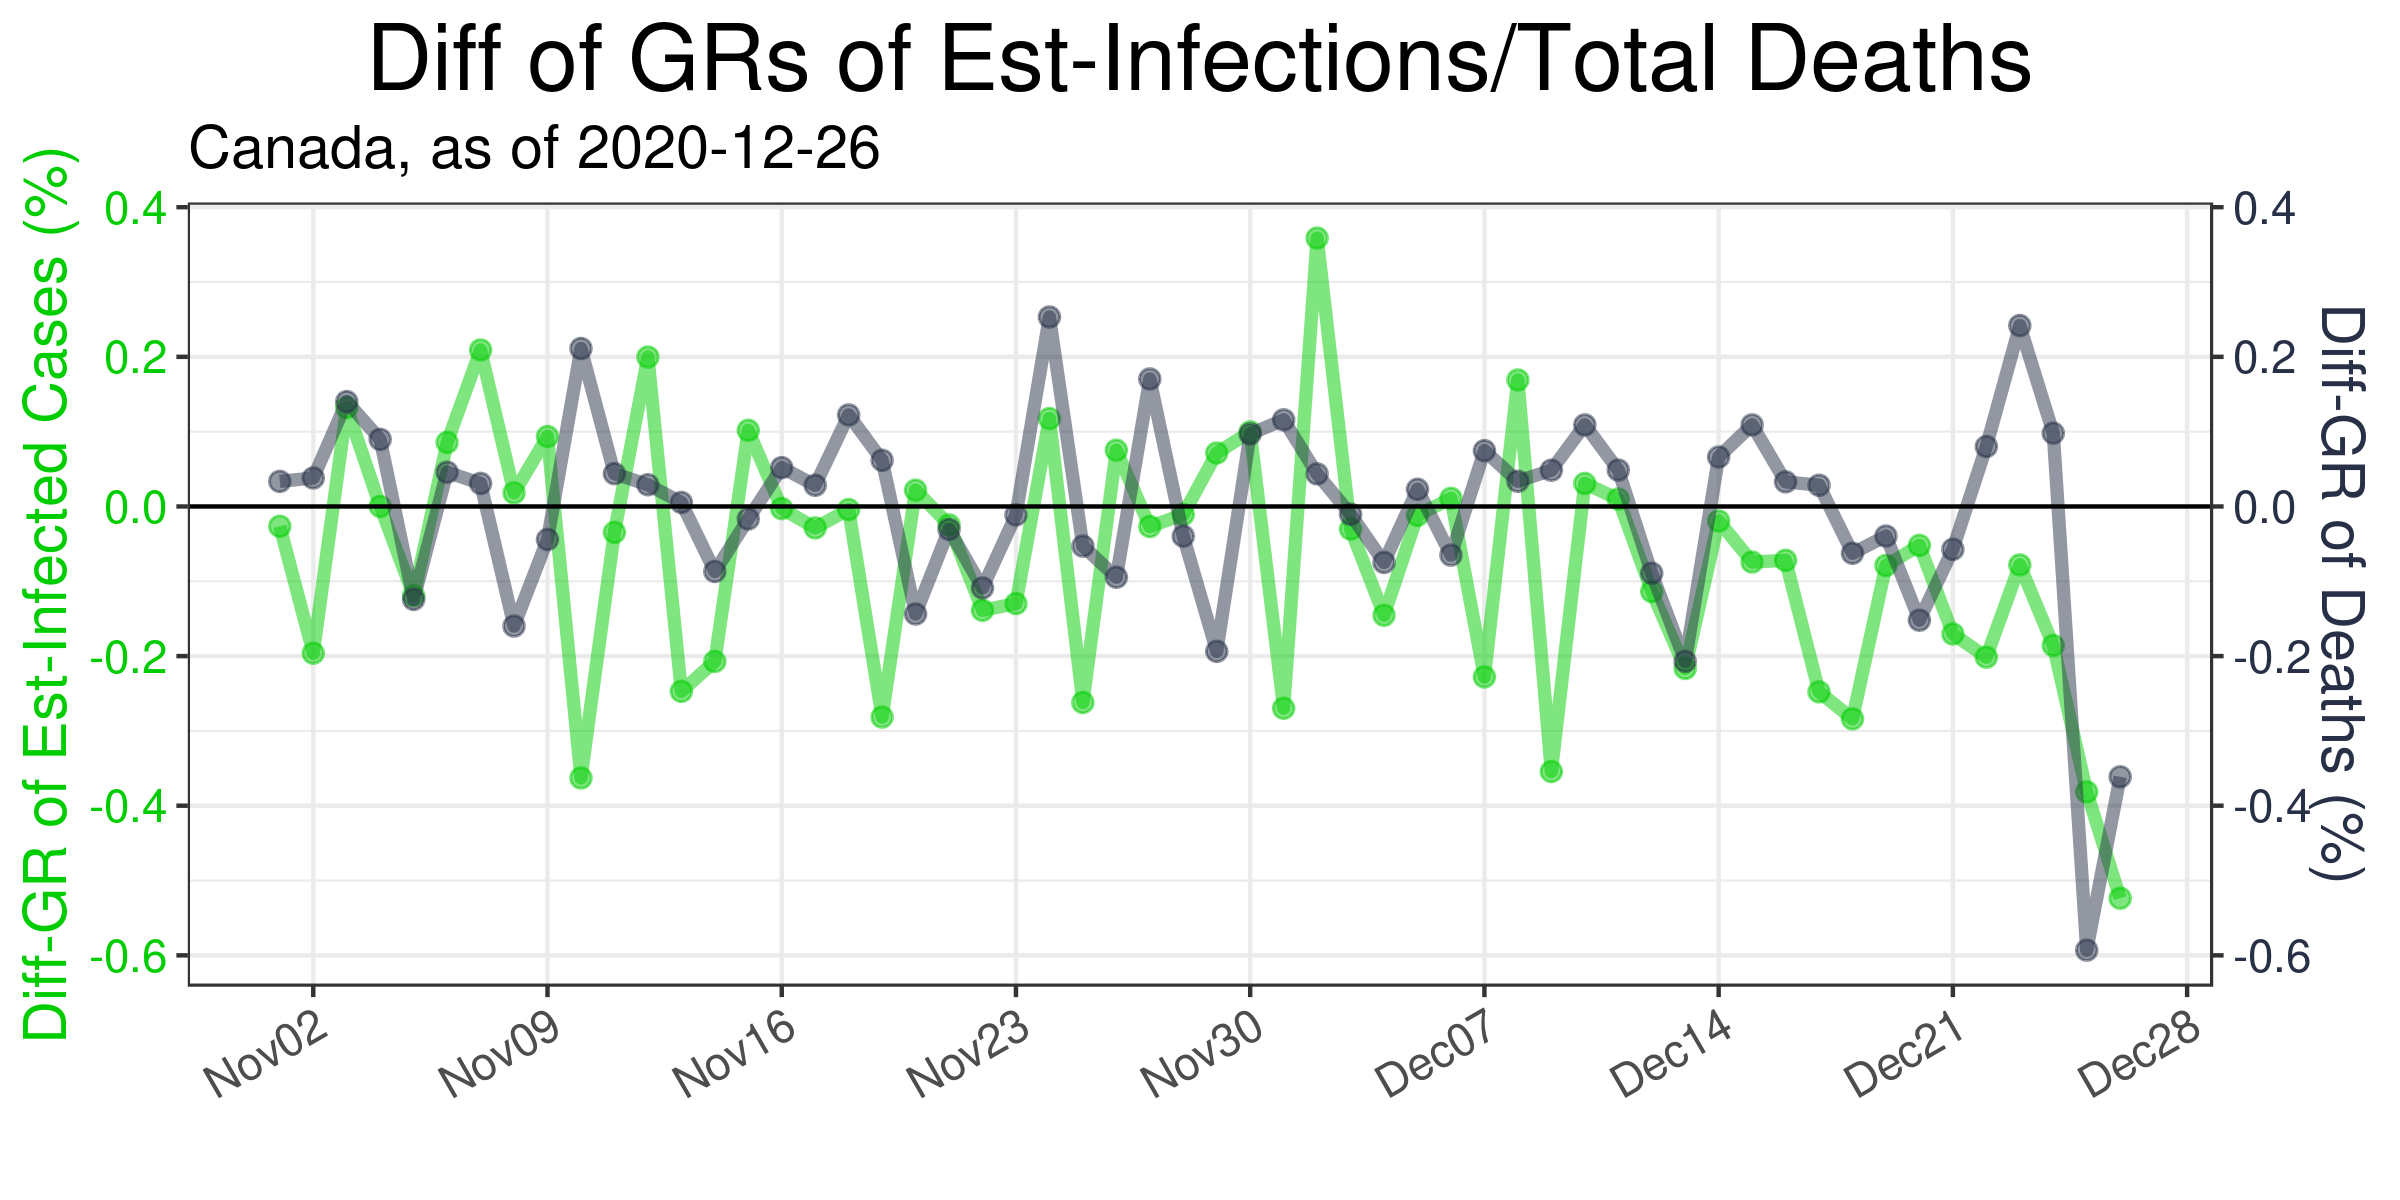 Diff of GRs of Est-Infections/Total Deaths
Canada, as of 2020-12-26
Diff-GR of Est-Infected Cases (%)
0.4
0.2
0.0
-0.2
-0.4
-0.6
0.4
0.2
0.0
-0.2
-0.4
-0.6
Diff-GR of Deaths (%)
Nov02
Nov09
Nov16
Nov23
Nov30
Dec07
Dec14
Dec21
Dec28